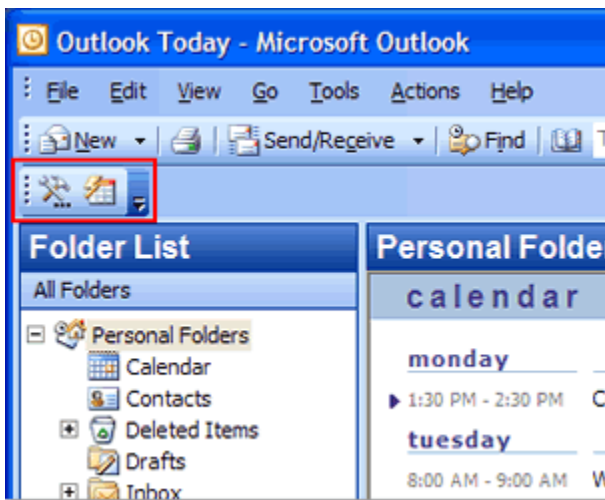 Outlook Today - Microsoft Outlook
File Edit View Go Tools Actions Help
New Send/Receive Find
Folder List
All Folders
Personal Folders
Calendar
Contacts
Deleted Items
Drafts
Inbox
Personal Folde
calendar
monday
1:30 PM - 2:30 PM C
tuesday
8:00 AM - 9:00 AM W